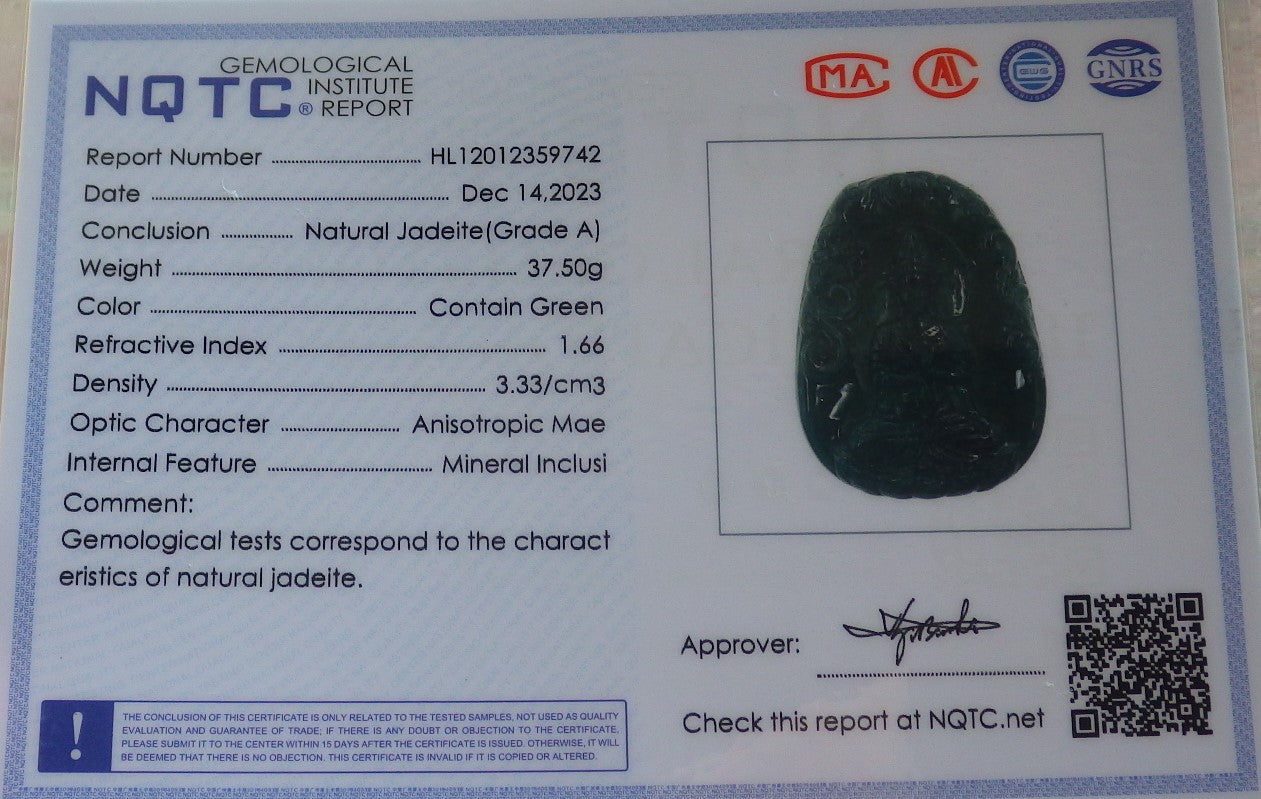 GEMOLOGICAL
NQTC® INSTITUTE
REPORT
MA
AL
GWG
GNRS
Report Number HL12012359742
Date Dec 14,2023
Conclusion Natural Jadeite(Grade A)
Weight 37.50g
Color Contain Green
Refractive Index 1.66
Density 3.33/cm3
Optic Character Anisotropic Mae
Internal Feature Mineral Inclusi
Comment:
Gemological tests correspond to the charact
eristics of natural jadeite.
Approver:
Check this report at NQTC.net
!
THE CONCLUSION OF THIS CERTIFICATE IS ONLY RELATED TO THE TESTED SAMPLES, NOT USED AS QUALITY
EVALUATION AND GUARANTEE OF TRADE; IF THERE IS ANY DOUBT OR OBJECTION TO THE CERTIFICATE,
PLEASE SUBMIT IT TO THE CENTER WITHIN 15 DAYS AFTER THE CERTIFICATE IS ISSUED. OTHERWISE, IT WILL
BE DEEMED THAT THERE IS NO OBJECTION. THIS CERTIFICATE IS INVALID IF IT IS COPIED OR ALTERED.